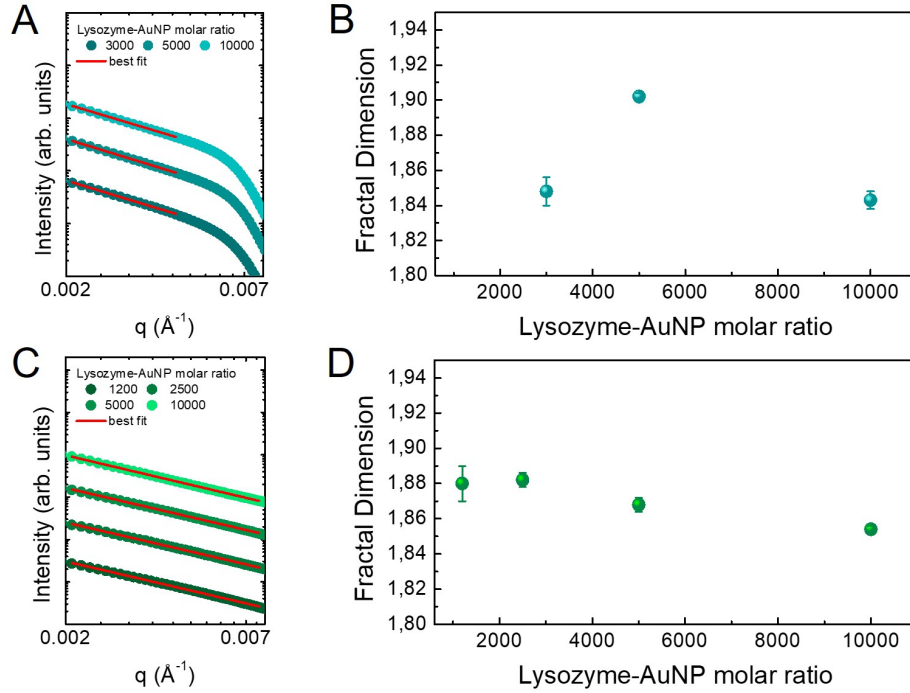 A
Lysozyme-AuNP molar ratio
3000 5000 10000
best fit
Intensity (arb. units)
0.002 0.007
q (Å⁻¹)
B
Fractal Dimension
1,94
1,92
1,90
1,88
1,86
1,84
1,82
1,80
2000 4000 6000 8000 10000
Lysozyme-AuNP molar ratio
C
Lysozyme-AuNP molar ratio
1200 2500
5000 10000
best fit
Intensity (arb. units)
0.002 0.007
q (Å⁻¹)
D
Fractal Dimension
1,94
1,92
1,90
1,88
1,86
1,84
1,82
1,80
2000 4000 6000 8000 10000
Lysozyme-AuNP molar ratio